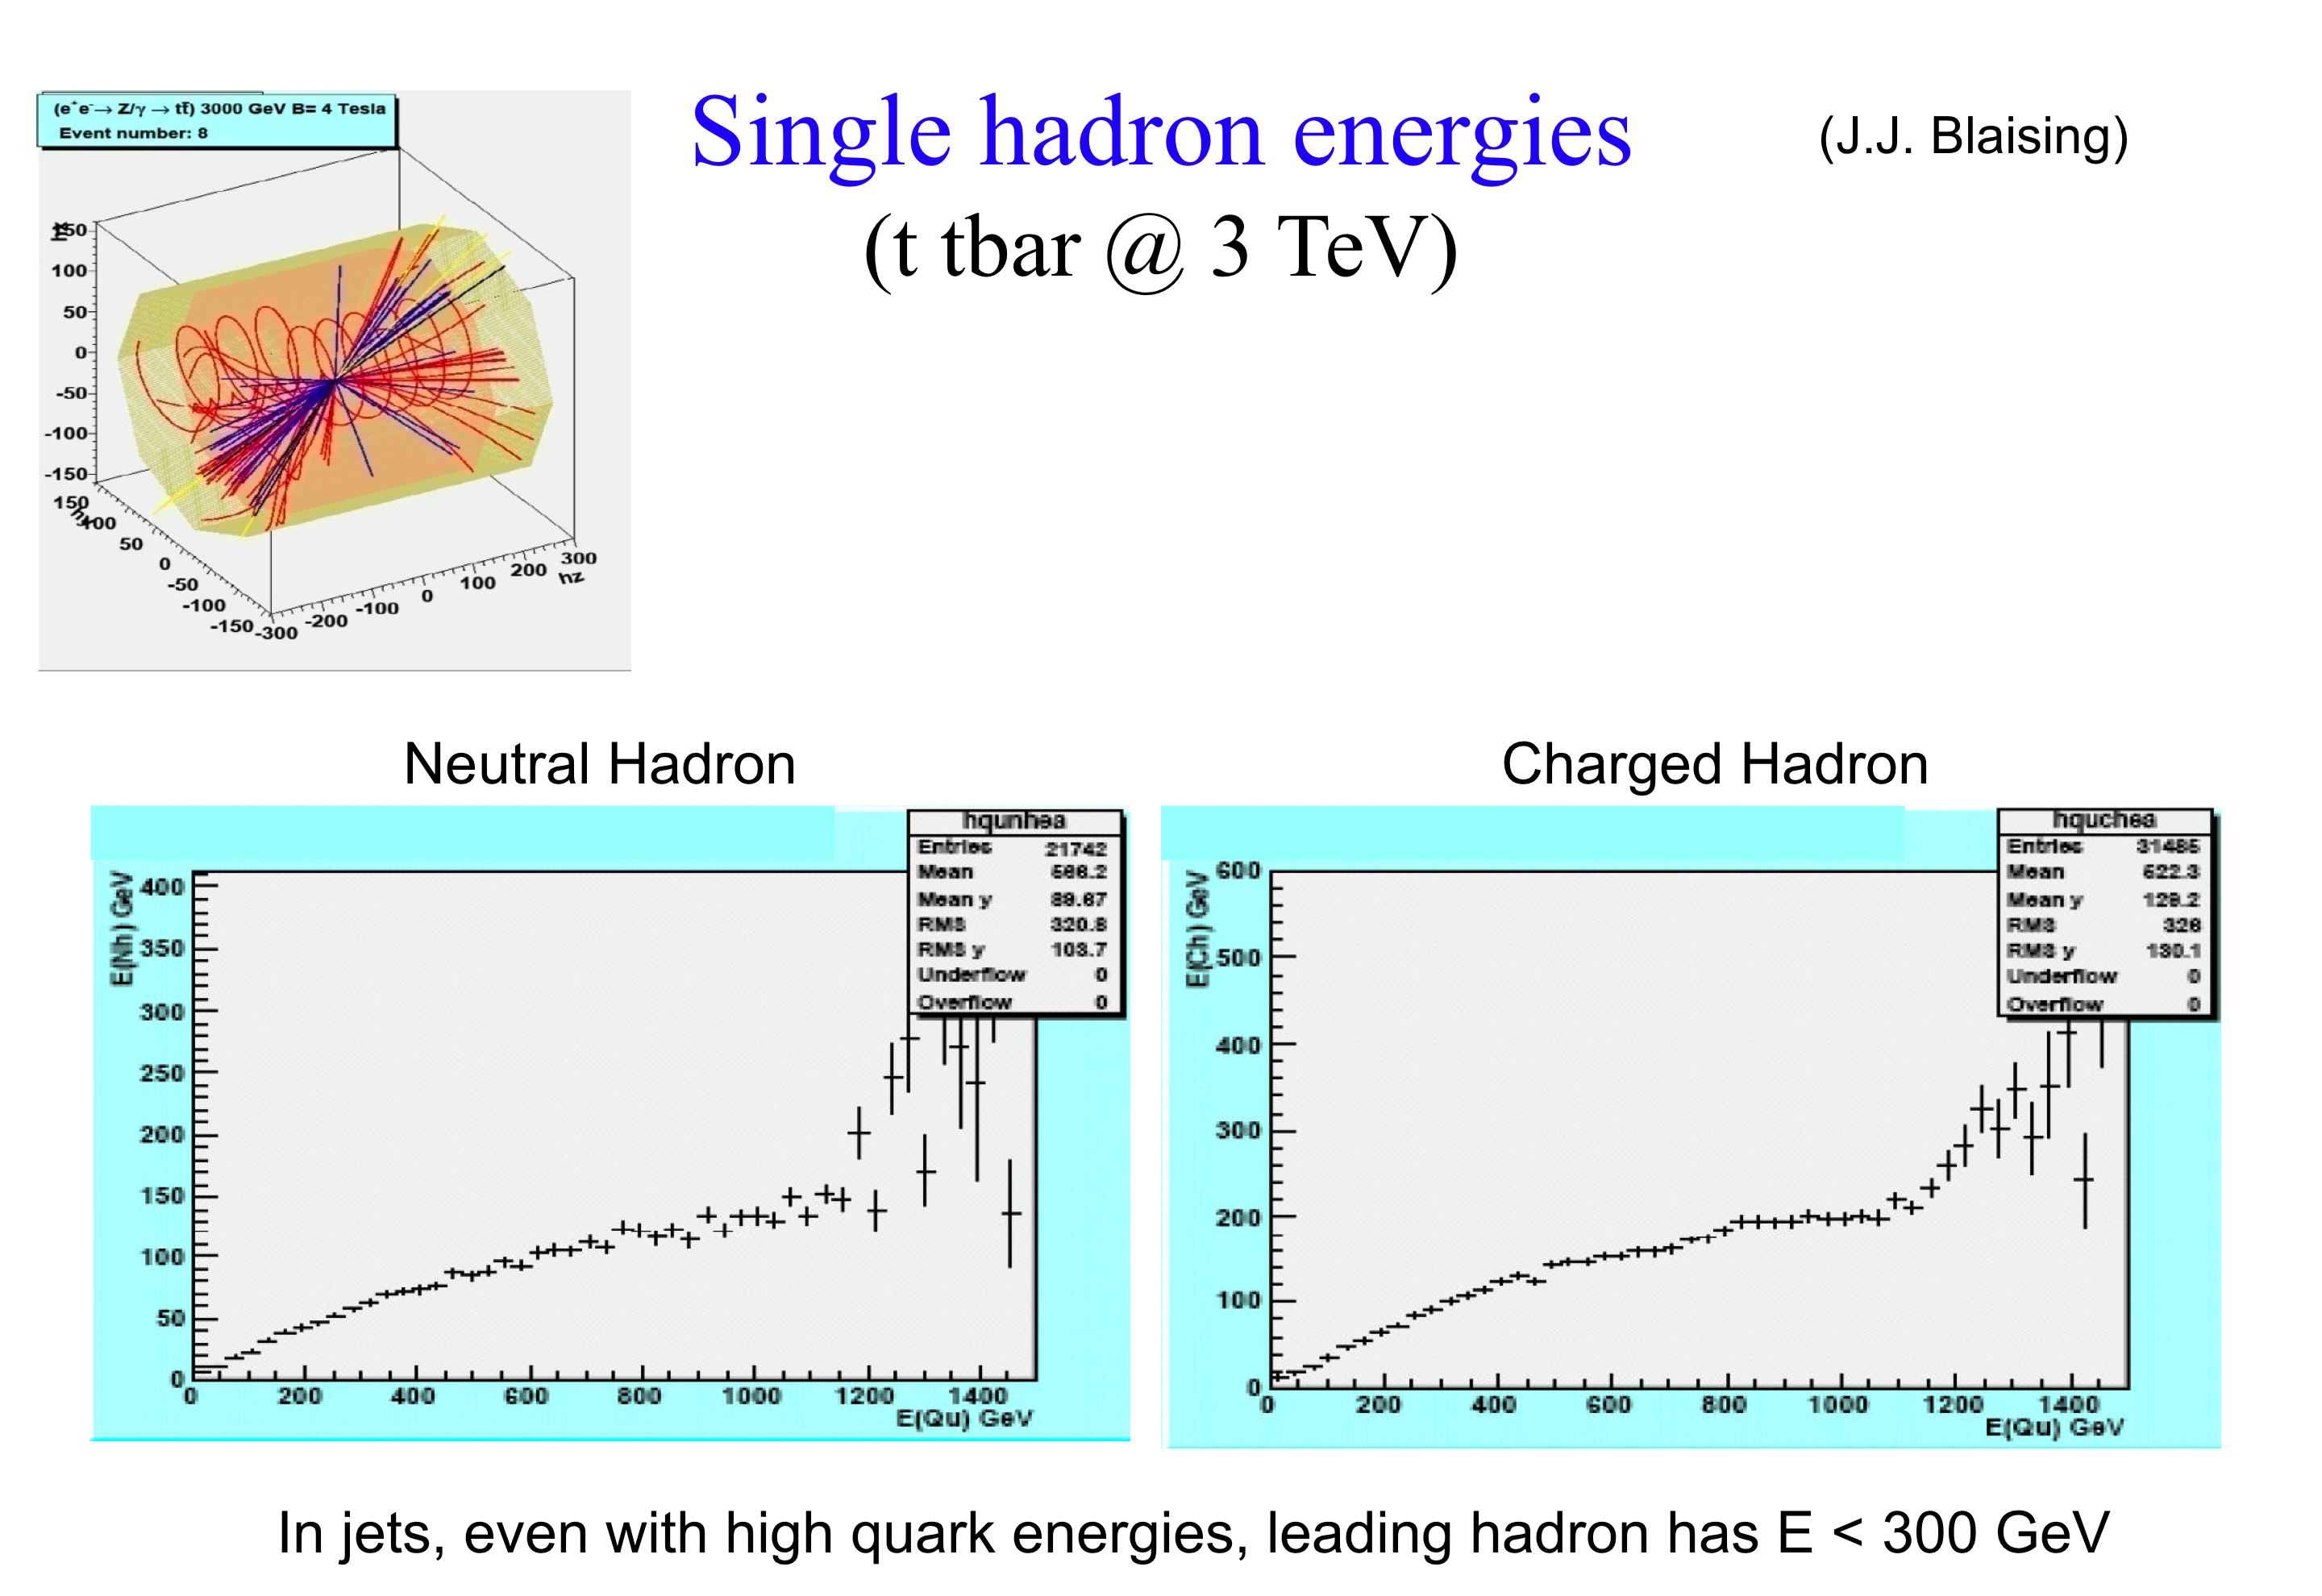 Single hadron energies
(t tbar @ 3 TeV)
(J.J. Blaising)
(e⁺e⁻→ Z/γ → tt̄) 3000 GeV B= 4 Tesla
Event number: 8
150
100
50
0
-50
-100
-150
150
100
50
0
-50
-100
-150
-300
-200
-100
0
100
200
300
hz
Neutral Hadron
hqunhea
Entries 21742
Mean 566.2
Mean y 89.67
RMS 320.8
RMS y 103.7
Underflow 0
Overflow 0
E(Nh) GeV
400
350
300
250
200
150
100
50
0
0 200 400 600 800 1000 1200 1400
E(Qu) GeV
Charged Hadron
hquchea
Entries 31485
Mean 522.3
Mean y 129.2
RMS 326
RMS y 130.1
Underflow 0
Overflow 0
E(Ch) GeV
600
500
400
300
200
100
0
0 200 400 600 800 1000 1200 1400
E(Qu) GeV
In jets, even with high quark energies, leading hadron has E < 300 GeV